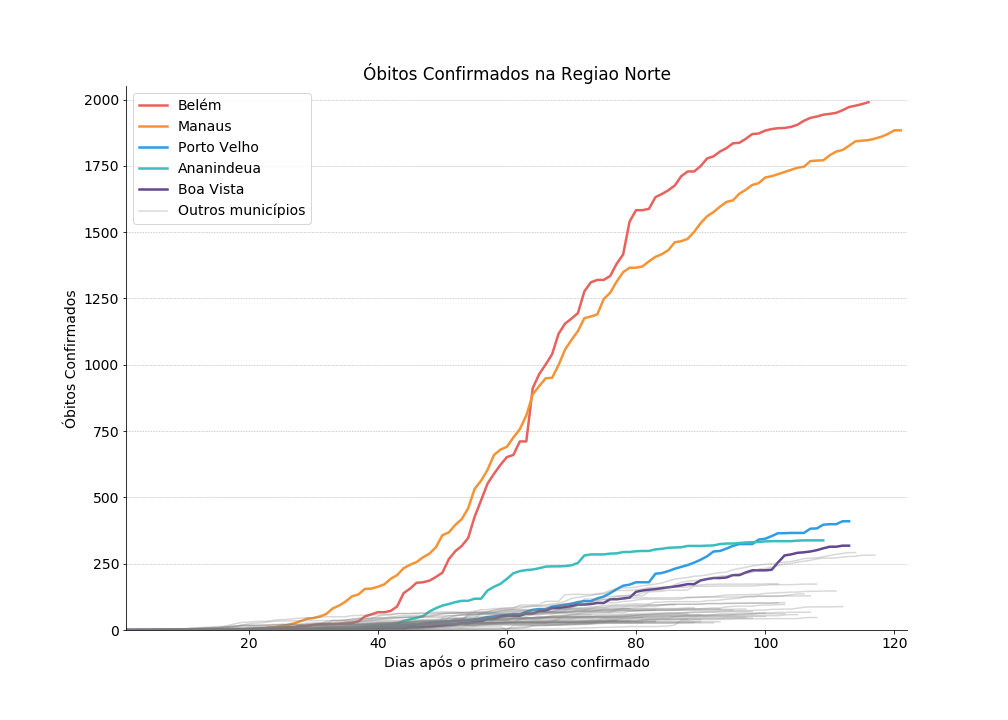 Óbitos Confirmados na Regiao Norte
2000
1750
1500
1250
1000
750
500
250
0
Óbitos Confirmados
Belém
Manaus
Porto Velho
Ananindeua
Boa Vista
Outros municípios
20 40 60 80 100 120
Dias após o primeiro caso confirmado